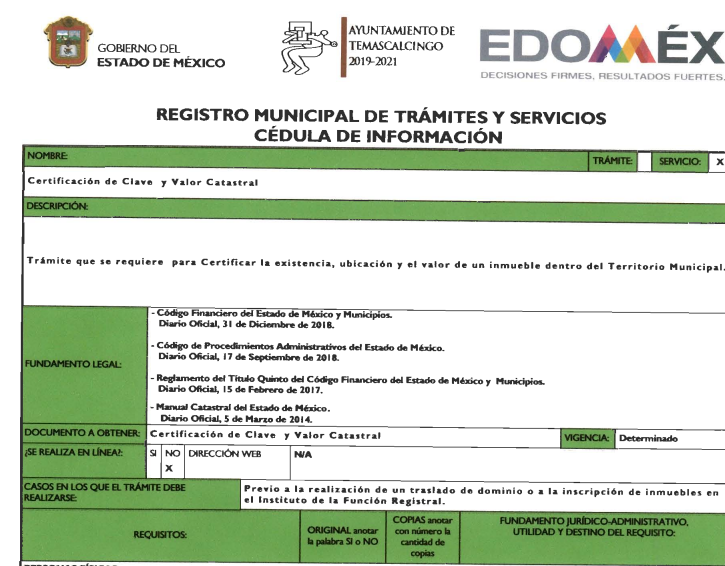 GOBIERNO DEL
ESTADO DE MÉXICO
AYUNTAMIENTO DE
TEMASCALCINGO
2019-2021
EDOMÉX
DECISIONES FIRMES, RESULTADOS FUERTES.
REGISTRO MUNICIPAL DE TRÁMITES Y SERVICIOS
CÉDULA DE INFORMACIÓN
NOMBRE: TRÁMITE: SERVICIO: X
Certificación de Clave y Valor Catastral
DESCRIPCIÓN:
Trámite que se requiere para Certificar la existencia, ubicación y el valor de un inmueble dentro del Territorio Municipal.
FUNDAMENTO LEGAL:
- Código Financiero del Estado de México y Municipios.
Diario Oficial, 31 de Diciembre de 2018.
- Código de Procedimientos Administrativos del Estado de México.
Diario Oficial, 17 de Septiembre de 2018.
- Reglamento del Título Quinto del Código Financiero del Estado de México y Municipios.
Diario Oficial, 15 de Febrero de 2017.
- Manual Catastral del Estado de México.
Diario Oficial, 5 de Marzo de 2014.
DOCUMENTO A OBTENER: Certificación de Clave y Valor Catastral VIGENCIA: Determinado
¿SE REALIZA EN LÍNEA?: SI NO DIRECCIÓN WEB N/A
X
CASOS EN LOS QUE EL TRÁMITE DEBE
REALIZARSE:
Previo a la realización de un traslado de dominio o a la inscripción de inmuebles en
el Instituto de la Función Registral.
REQUISITOS:
ORIGINAL anotar
la palabra SI o NO
COPIAS anotar
con número la
cantidad de
copias
FUNDAMENTO JURÍDICO-ADMINISTRATIVO,
UTILIDAD Y DESTINO DEL REQUISITO: